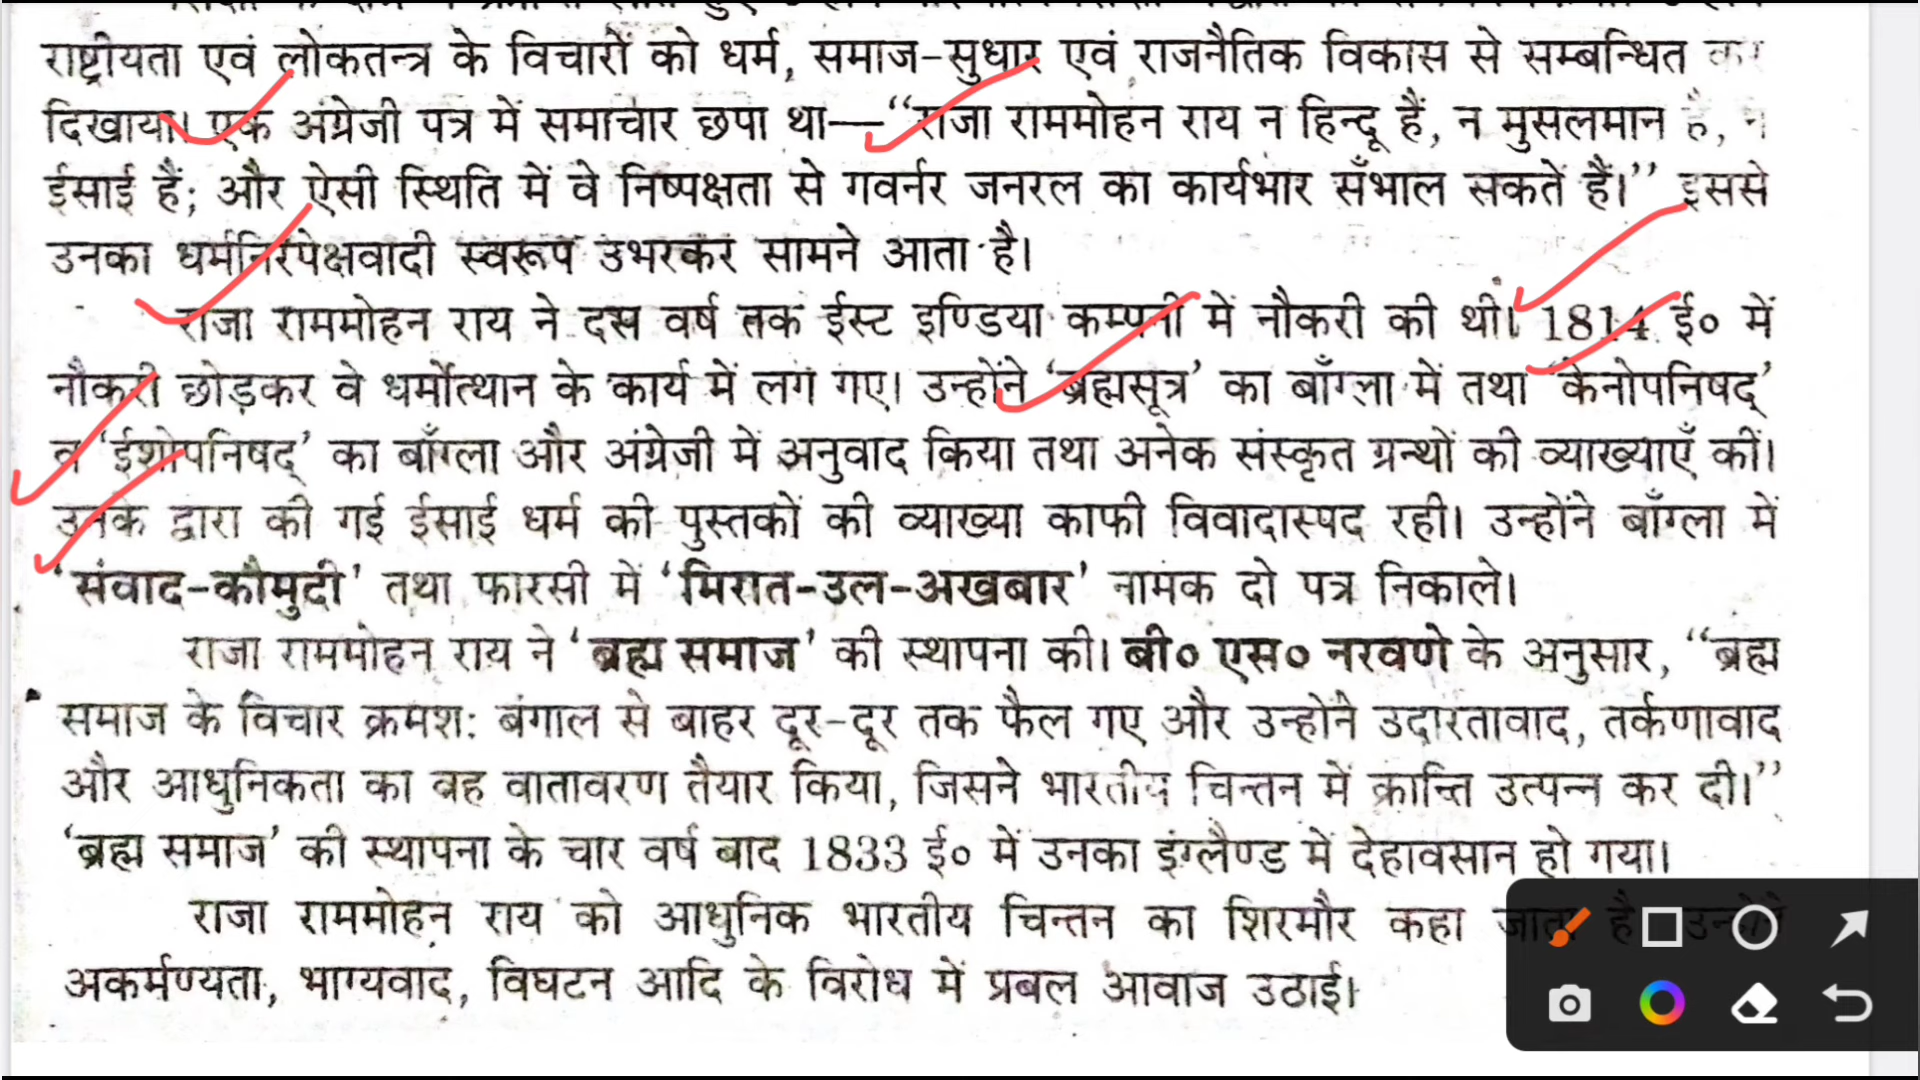 राष्ट्रीयता एवं लोकतन्त्र के विचारों को धर्म, समाज-सुधार एवं राजनैतिक विकास से सम्बन्धित कर
दिखाया। एक अंग्रेजी पत्र में समाचार छपा था—“राजा राममोहन राय न हिन्दू हैं, न मुसलमान हैं, न
ईसाई हैं; और ऐसी स्थिति में वे निष्पक्षता से गवर्नर जनरल का कार्यभार सँभाल सकते हैं।” इससे
उनका धर्मनिरपेक्षवादी स्वरूप उभरकर सामने आता है।
राजा राममोहन राय ने दस वर्ष तक ईस्ट इण्डिया कम्पनी में नौकरी की थी। 1814 ई० में
नौकरी छोड़कर वे धर्मोत्थान के कार्य में लग गए। उन्होंने ‘ब्रह्मसूत्र’ का बाँग्ला में तथा ‘केनोपनिषद्’
व ‘ईशोपनिषद्’ का बाँग्ला और अंग्रेजी में अनुवाद किया तथा अनेक संस्कृत ग्रन्थों की व्याख्याएँ कीं।
उनके द्वारा की गई ईसाई धर्म की पुस्तकों की व्याख्या काफी विवादास्पद रही। उन्होंने बाँग्ला में
‘संवाद-कौमुदी’ तथा फारसी में ‘मिरात-उल-अखबार’ नामक दो पत्र निकाले।
राजा राममोहन राय ने ‘ब्रह्म समाज’ की स्थापना की। बी० एस० नरवणे के अनुसार, “ब्रह्म
समाज के विचार क्रमश: बंगाल से बाहर दूर-दूर तक फैल गए और उन्होंने उदारतावाद, तर्कणावाद
और आधुनिकता का वह वातावरण तैयार किया, जिसने भारतीय चिन्तन में क्रान्ति उत्पन्न कर दी।”
‘ब्रह्म समाज’ की स्थापना के चार वर्ष बाद 1833 ई० में उनका इंग्लैण्ड में देहावसान हो गया।
राजा राममोहन राय को आधुनिक भारतीय चिन्तन का शिरमौर कहा जाता है। उन्होंने
अकर्मण्यता, भाग्यवाद, विघटन आदि के विरोध में प्रबल आवाज उठाई।